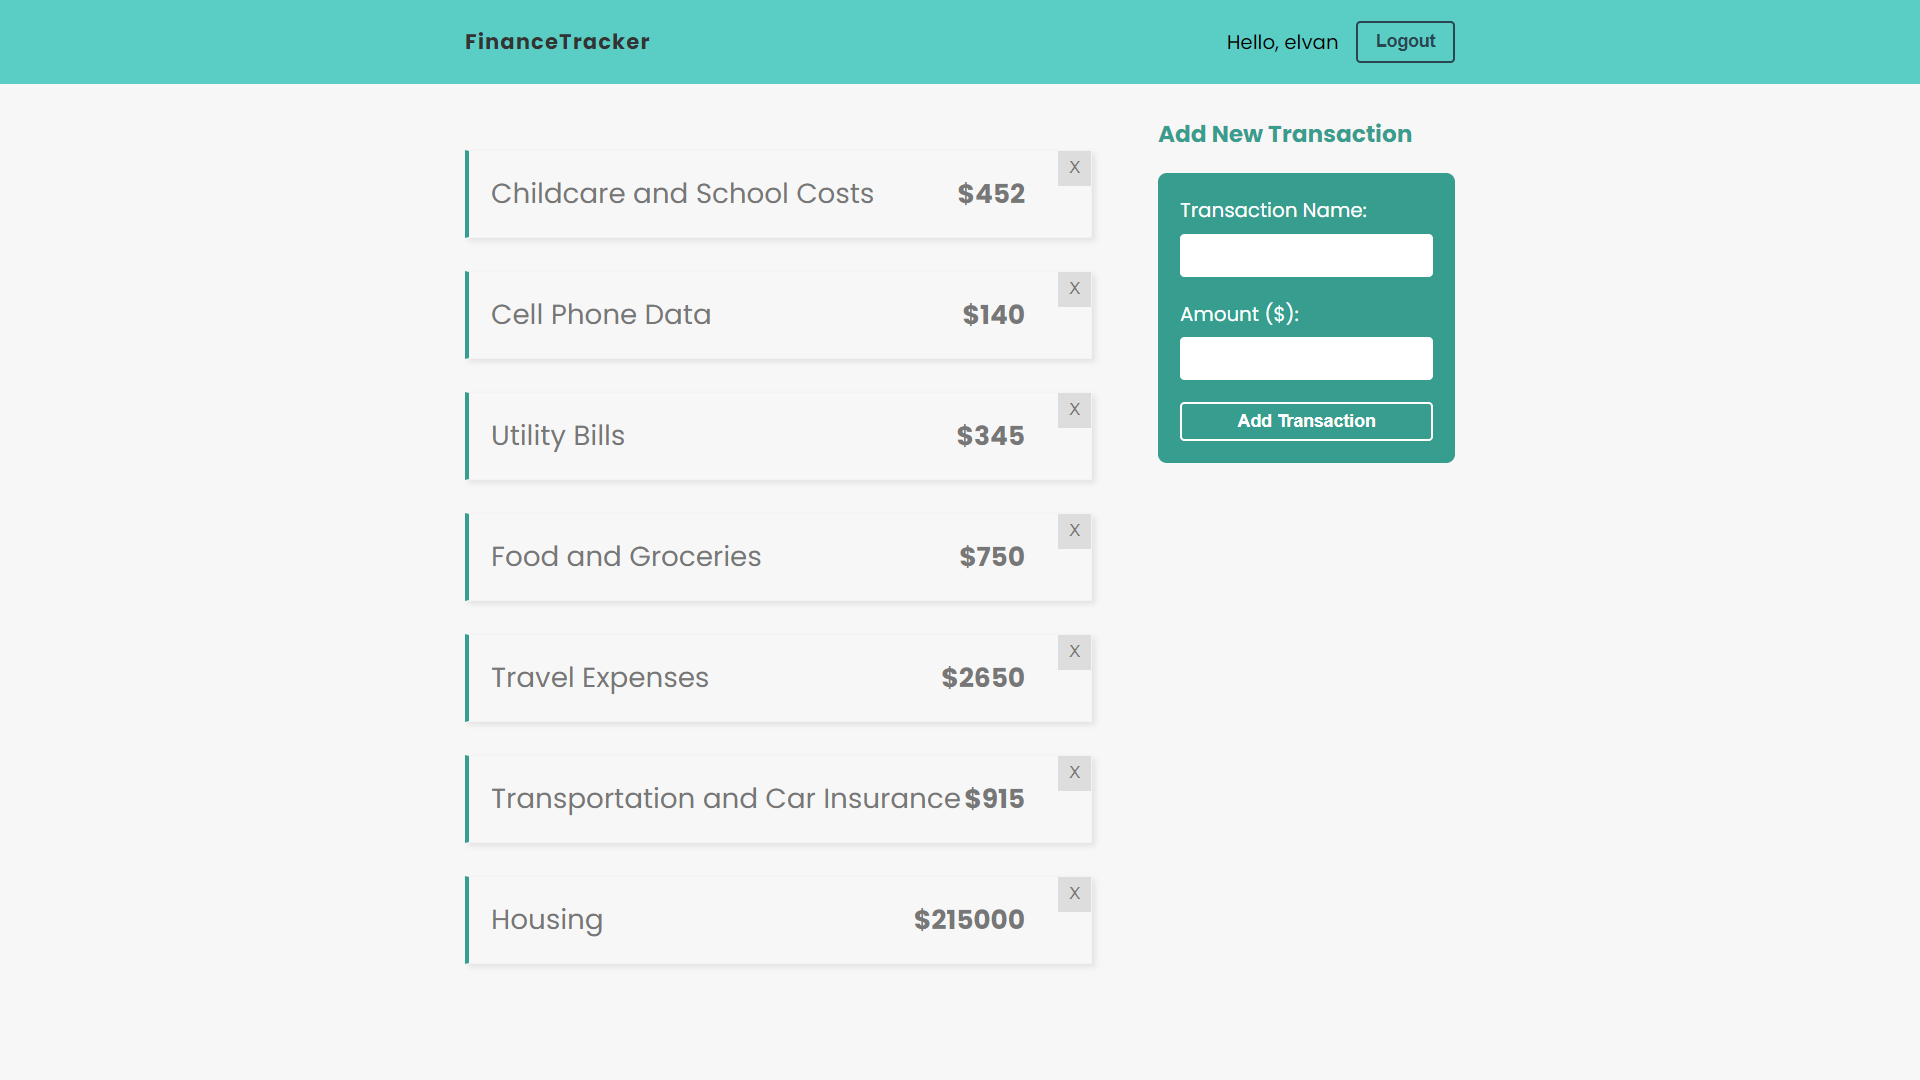 FinanceTracker
Hello, elvan
Logout
Childcare and School Costs $452
X
Cell Phone Data $140
X
Utility Bills $345
X
Food and Groceries $750
X
Travel Expenses $2650
X
Transportation and Car Insurance $915
X
Housing $215000
X
Add New Transaction
Transaction Name:
Amount ($):
Add Transaction